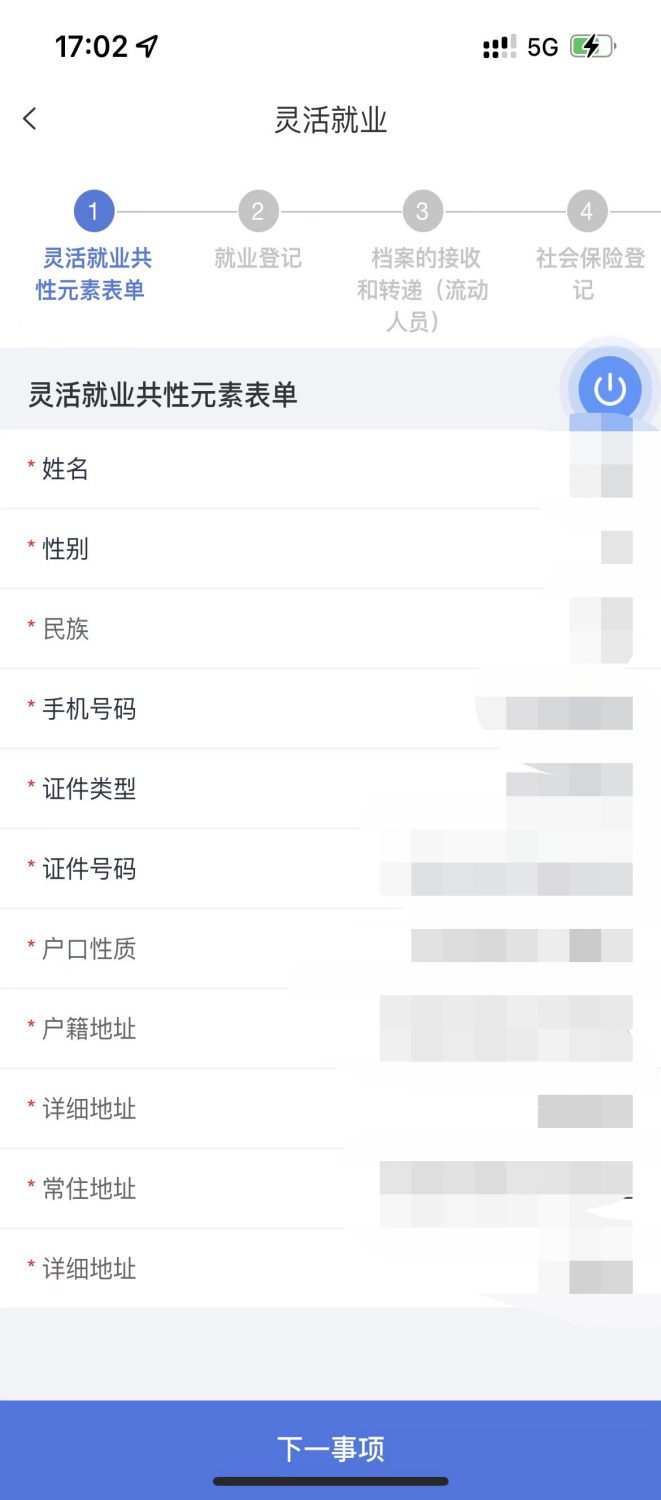 17:02
5G
灵活就业
1
2
3
4
灵活就业共
性元素表单
就业登记
档案的接收
和转递（流动
人员）
社会保险登
记
灵活就业共性元素表单
* 姓名
* 性别
* 民族
* 手机号码
* 证件类型
* 证件号码
* 户口性质
* 户籍地址
* 详细地址
* 常住地址
* 详细地址
下一事项